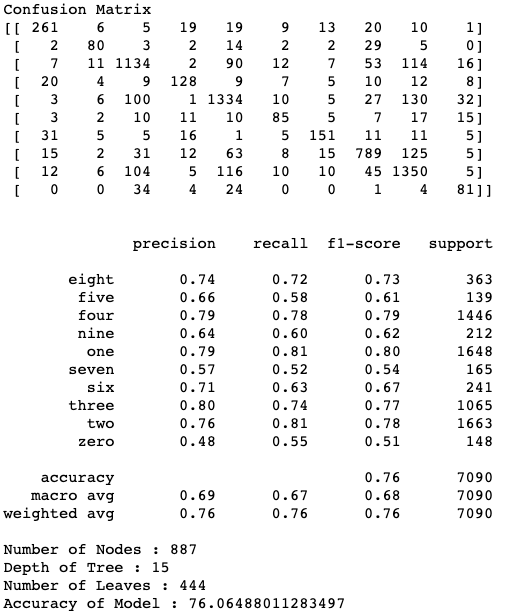 Confusion Matrix
[[ 261 6 5 19 19 9 13 20 10 1]
[ 2 80 3 2 14 2 2 29 5 0]
[ 7 11 1134 2 90 12 7 53 114 16]
[ 20 4 9 128 9 7 5 10 12 8]
[ 3 6 100 1 1334 10 5 27 130 32]
[ 3 2 10 11 10 85 5 7 17 15]
[ 31 5 5 16 1 5 151 11 11 5]
[ 15 2 31 12 63 8 15 789 125 5]
[ 12 6 104 5 116 10 10 45 1350 5]
[ 0 0 34 4 24 0 0 1 4 81]]
precision recall f1-score support
eight 0.74 0.72 0.73 363
five 0.66 0.58 0.61 139
four 0.79 0.78 0.79 1446
nine 0.64 0.60 0.62 212
one 0.79 0.81 0.80 1648
seven 0.57 0.52 0.54 165
six 0.71 0.63 0.67 241
three 0.80 0.74 0.77 1065
two 0.76 0.81 0.78 1663
zero 0.48 0.55 0.51 148
accuracy 0.76 7090
macro avg 0.69 0.67 0.68 7090
weighted avg 0.76 0.76 0.76 7090
Number of Nodes : 887
Depth of Tree : 15
Number of Leaves : 444
Accuracy of Model : 76.06488011283497